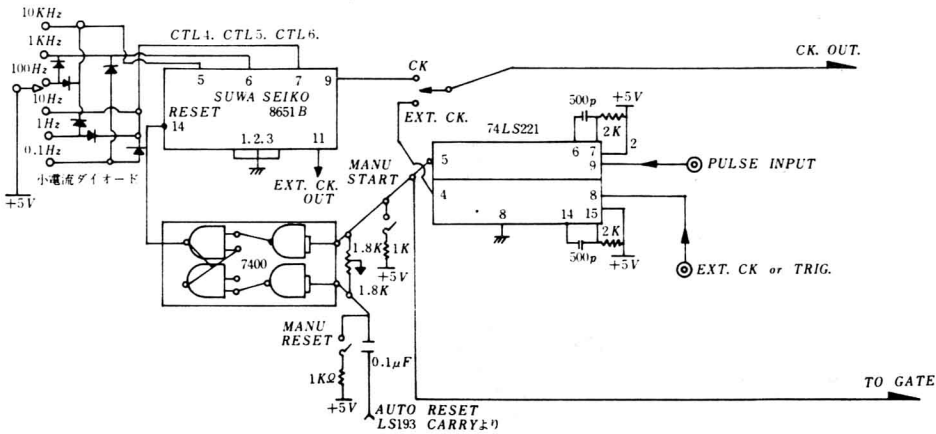 10KHz
1KHz
100Hz
10Hz
1Hz
0.1Hz
小電流ダイオード
+5V
CTL4. CTL5. CTL6.
5 6 7 9
SUWA SEIKO
8651B
RESET
14
1.2.3
11
EXT. CK.
OUT
CK
EXT. CK.
CK. OUT.
MANU
START
74LS221
500p
+5V
2K
6 7 2
5
9
PULSE INPUT
4
8
8
14 15
2K
500p
+5V
EXT. CK or TRIG.
7400
1.8K
1K
+5V
1.8K
MANU
RESET
1KΩ
+5V
0.1μF
AUTO RESET
LS193 CARRYより
TO GATE